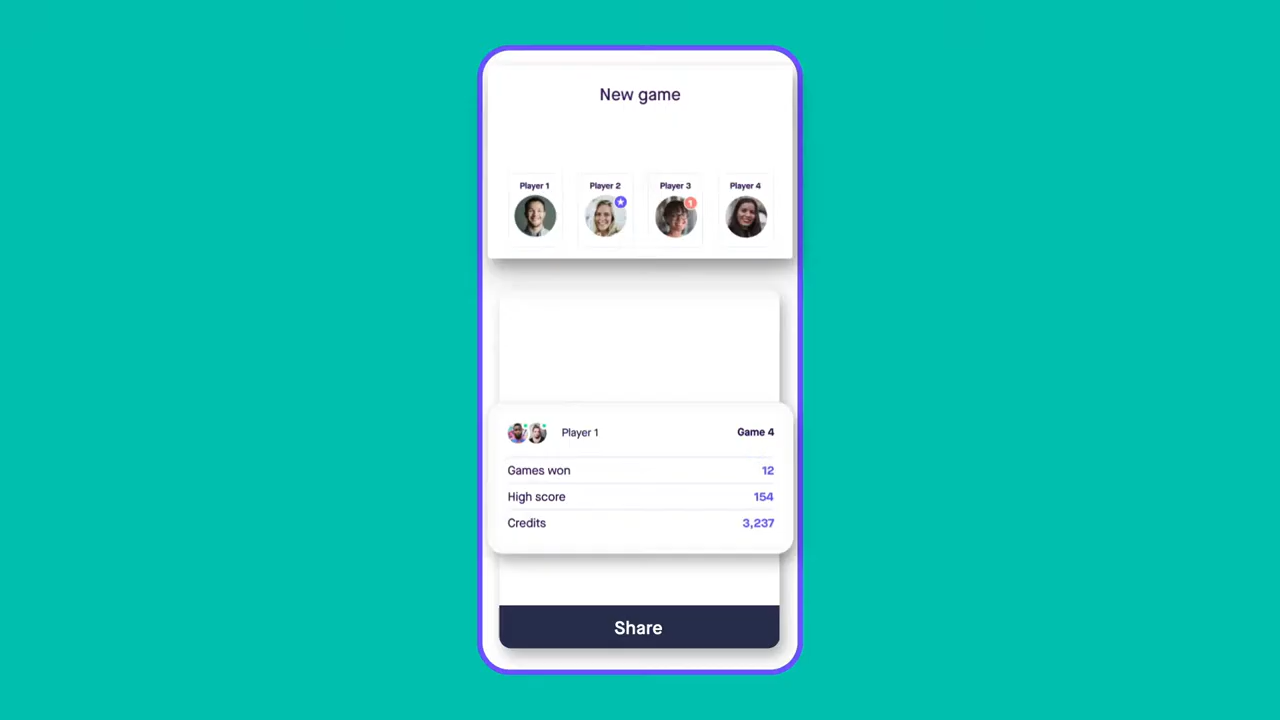 New game
Player 1 Player 2 Player 3 Player 4
1
Player 1 Game 4
Games won 12
High score 154
Credits 3,237
Share